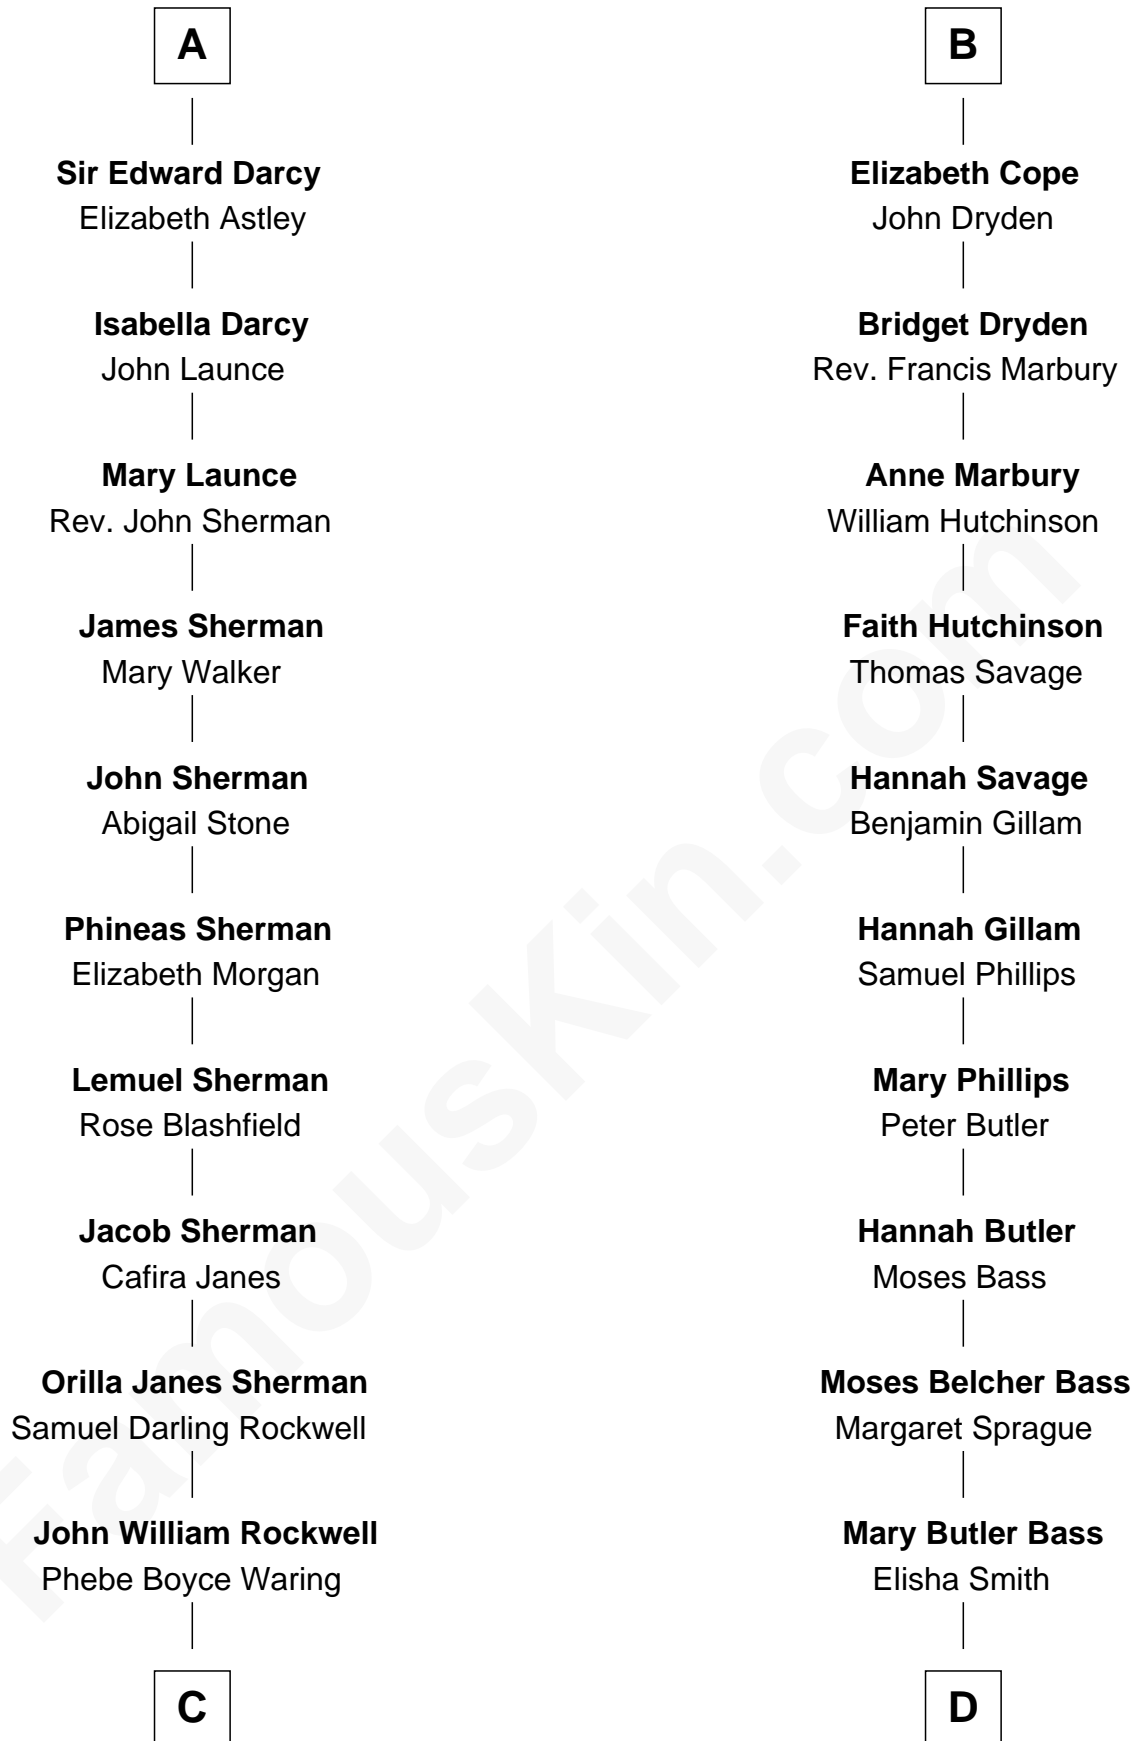 A
Sir Edward Darcy
Elizabeth Astley
Isabella Darcy
John Launce
Mary Launce
Rev. John Sherman
James Sherman
Mary Walker
John Sherman
Abigail Stone
Phineas Sherman
Elizabeth Morgan
Lemuel Sherman
Rose Blashfield
Jacob Sherman
Cafira Janes
Orilla Janes Sherman
Samuel Darling Rockwell
John William Rockwell
Phebe Boyce Waring
C
B
Elizabeth Cope
John Dryden
Bridget Dryden
Rev. Francis Marbury
Anne Marbury
William Hutchinson
Faith Hutchinson
Thomas Savage
Hannah Savage
Benjamin Gillam
Hannah Gillam
Samuel Phillips
Mary Phillips
Peter Butler
Hannah Butler
Moses Bass
Moses Belcher Bass
Margaret Sprague
Mary Butler Bass
Elisha Smith
D
FamousKin.com